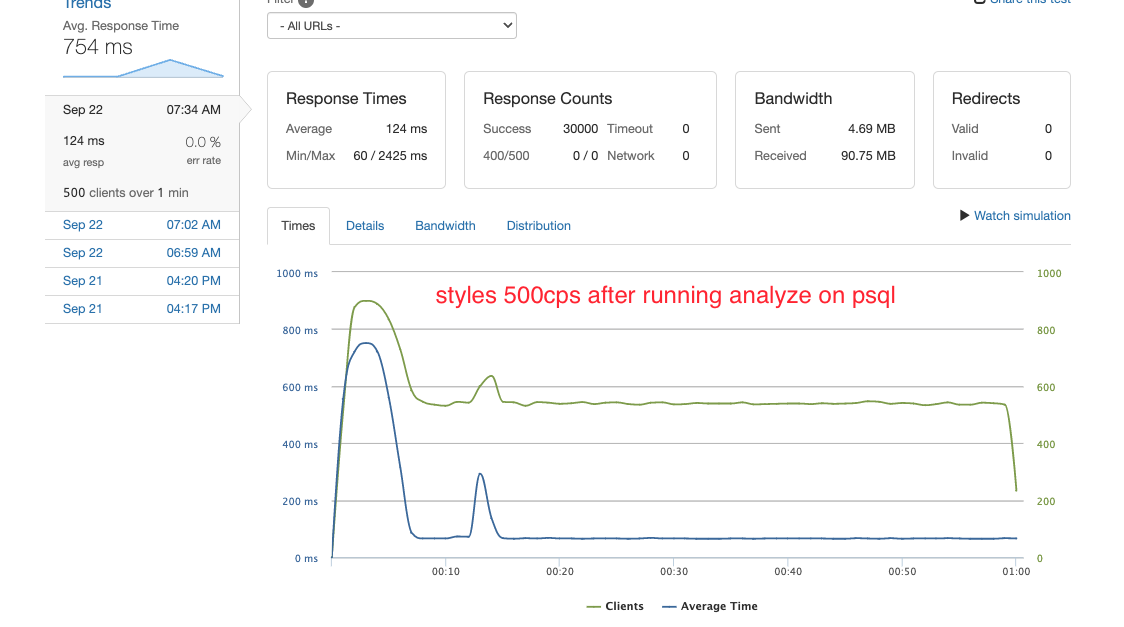 Trends
Avg. Response Time
754 ms
Sep 22 07:34 AM
124 ms 0.0 %
avg resp err rate
500 clients over 1 min
Sep 22 07:02 AM
Sep 22 06:59 AM
Sep 21 04:20 PM
Sep 21 04:17 PM
Filter ?
Share this test
- All URLs -
Response Times
Average 124 ms
Min/Max 60 / 2425 ms
Response Counts
Success 30000 Timeout 0
400/500 0 / 0 Network 0
Bandwidth
Sent 4.69 MB
Received 90.75 MB
Redirects
Valid 0
Invalid 0
Times Details Bandwidth Distribution
Watch simulation
styles 500cps after running analyze on psql
1000 ms 1000
800 ms 800
600 ms 600
400 ms 400
200 ms 200
0 ms 0
00:10 00:20 00:30 00:40 00:50 01:00
Clients Average Time